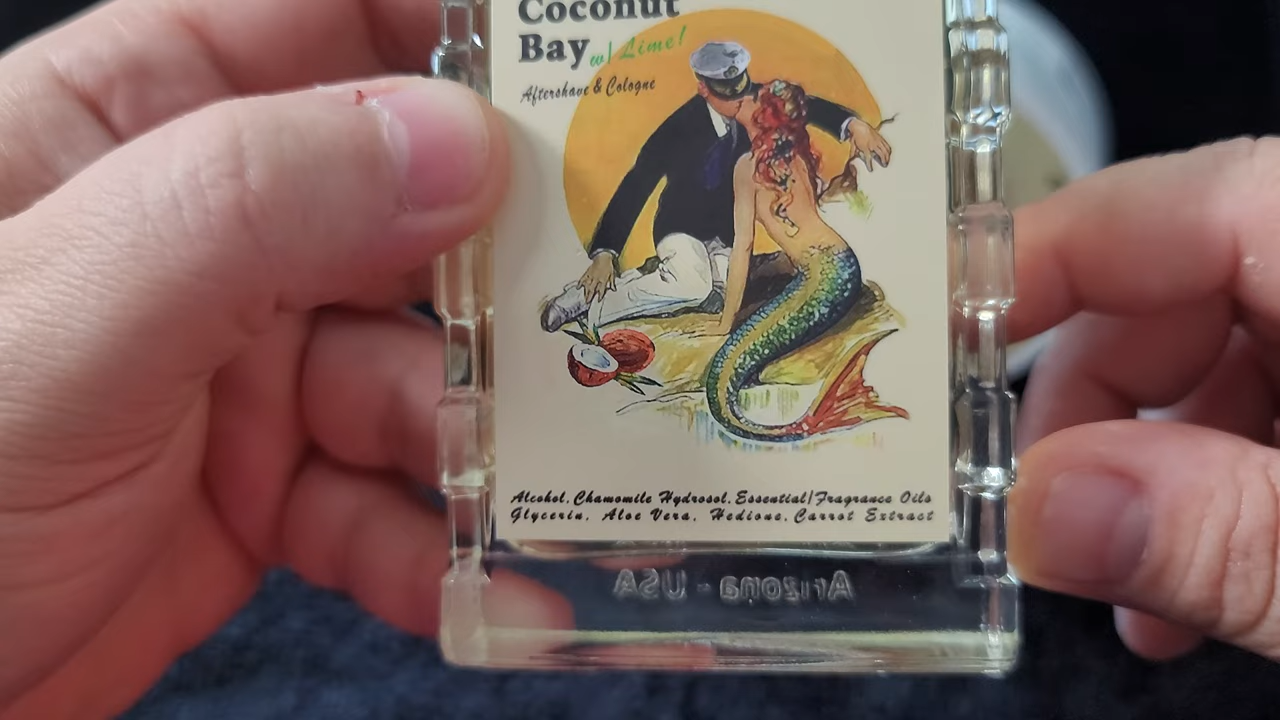 Coconut
Bay w/ Lime!
Aftershave & Cologne
Alcohol, Chamomile Hydrosol, Essential/Fragrance Oils
Glycerin, Aloe Vera, Hedione, Carrot Extract
Arizona - USA